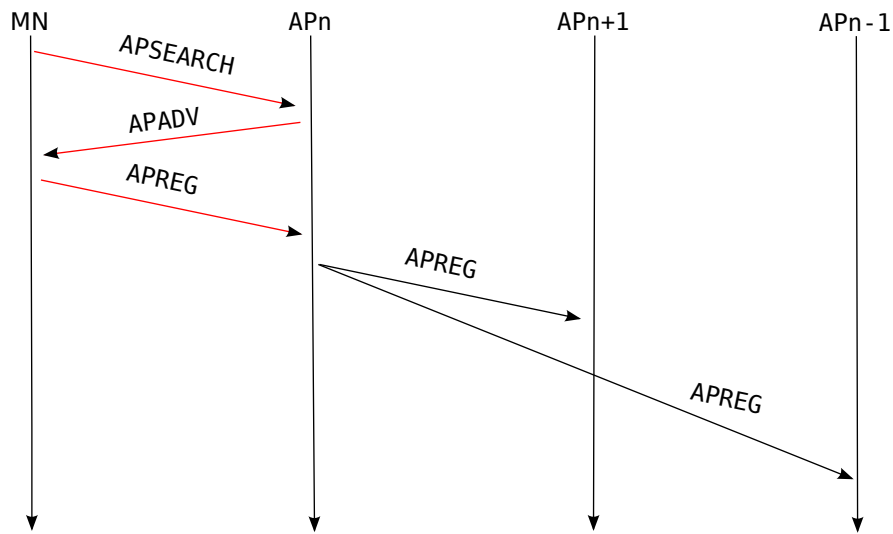 MN
APn
APn+1
APn-1
APSEARCH
APADV
APREG
APREG
APREG